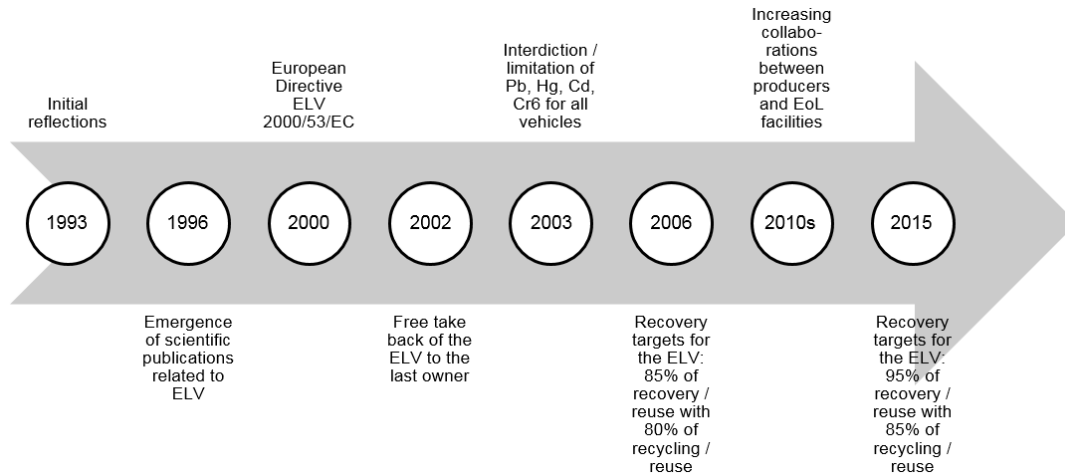 Initial
reflections
European
Directive
ELV
2000/53/EC
Interdiction /
limitation of
Pb, Hg, Cd,
Cr6 for all
vehicles
Increasing
collabo-
rations
between
producers
and EoL
facilities
1993
1996
2000
2002
2003
2006
2010s
2015
Emergence
of scientific
publications
related to
ELV
Free take
back of the
ELV to the
last owner
Recovery
targets for
the ELV:
85% of
recovery /
reuse with
80% of
recycling /
reuse
Recovery
targets for
the ELV:
95% of
recovery /
reuse with
85% of
recycling /
reuse